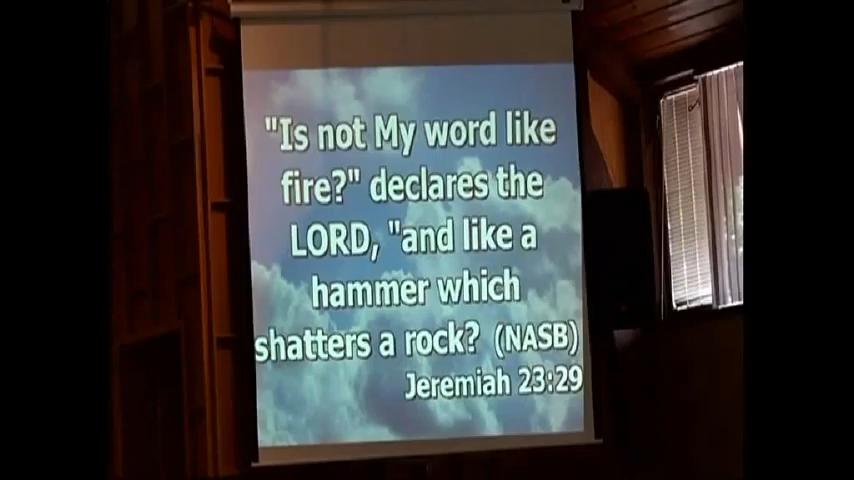 "Is not My word like
fire?" declares the
LORD, "and like a
hammer which
shatters a rock? (NASB)
Jeremiah 23:29